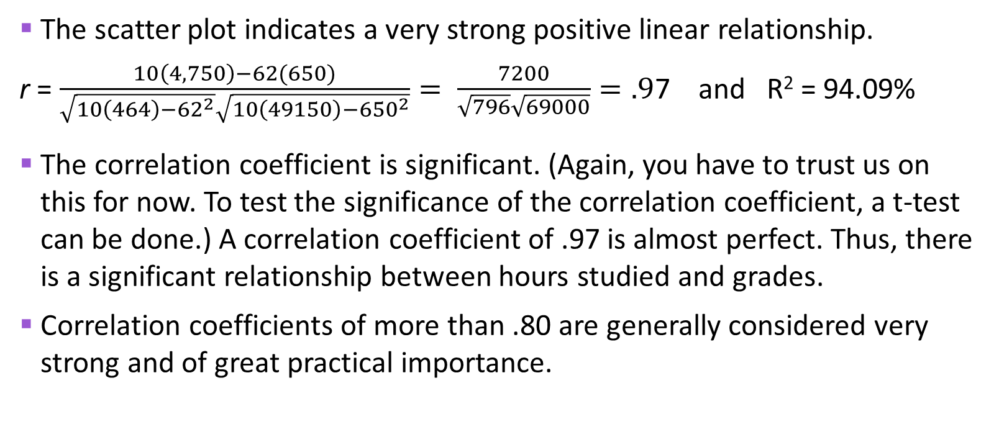 ▪ The scatter plot indicates a very strong positive linear relationship.
r = \frac{10(4,750)−62(650)}{\sqrt{10(464)−62^2}\sqrt{10(49150)−650^2}} = \frac{7200}{\sqrt{796}\sqrt{69000}} = .97 and R² = 94.09%
▪ The correlation coefficient is significant. (Again, you have to trust us on
this for now. To test the significance of the correlation coefficient, a t-test
can be done.) A correlation coefficient of .97 is almost perfect. Thus, there
is a significant relationship between hours studied and grades.
▪ Correlation coefficients of more than .80 are generally considered very
strong and of great practical importance.